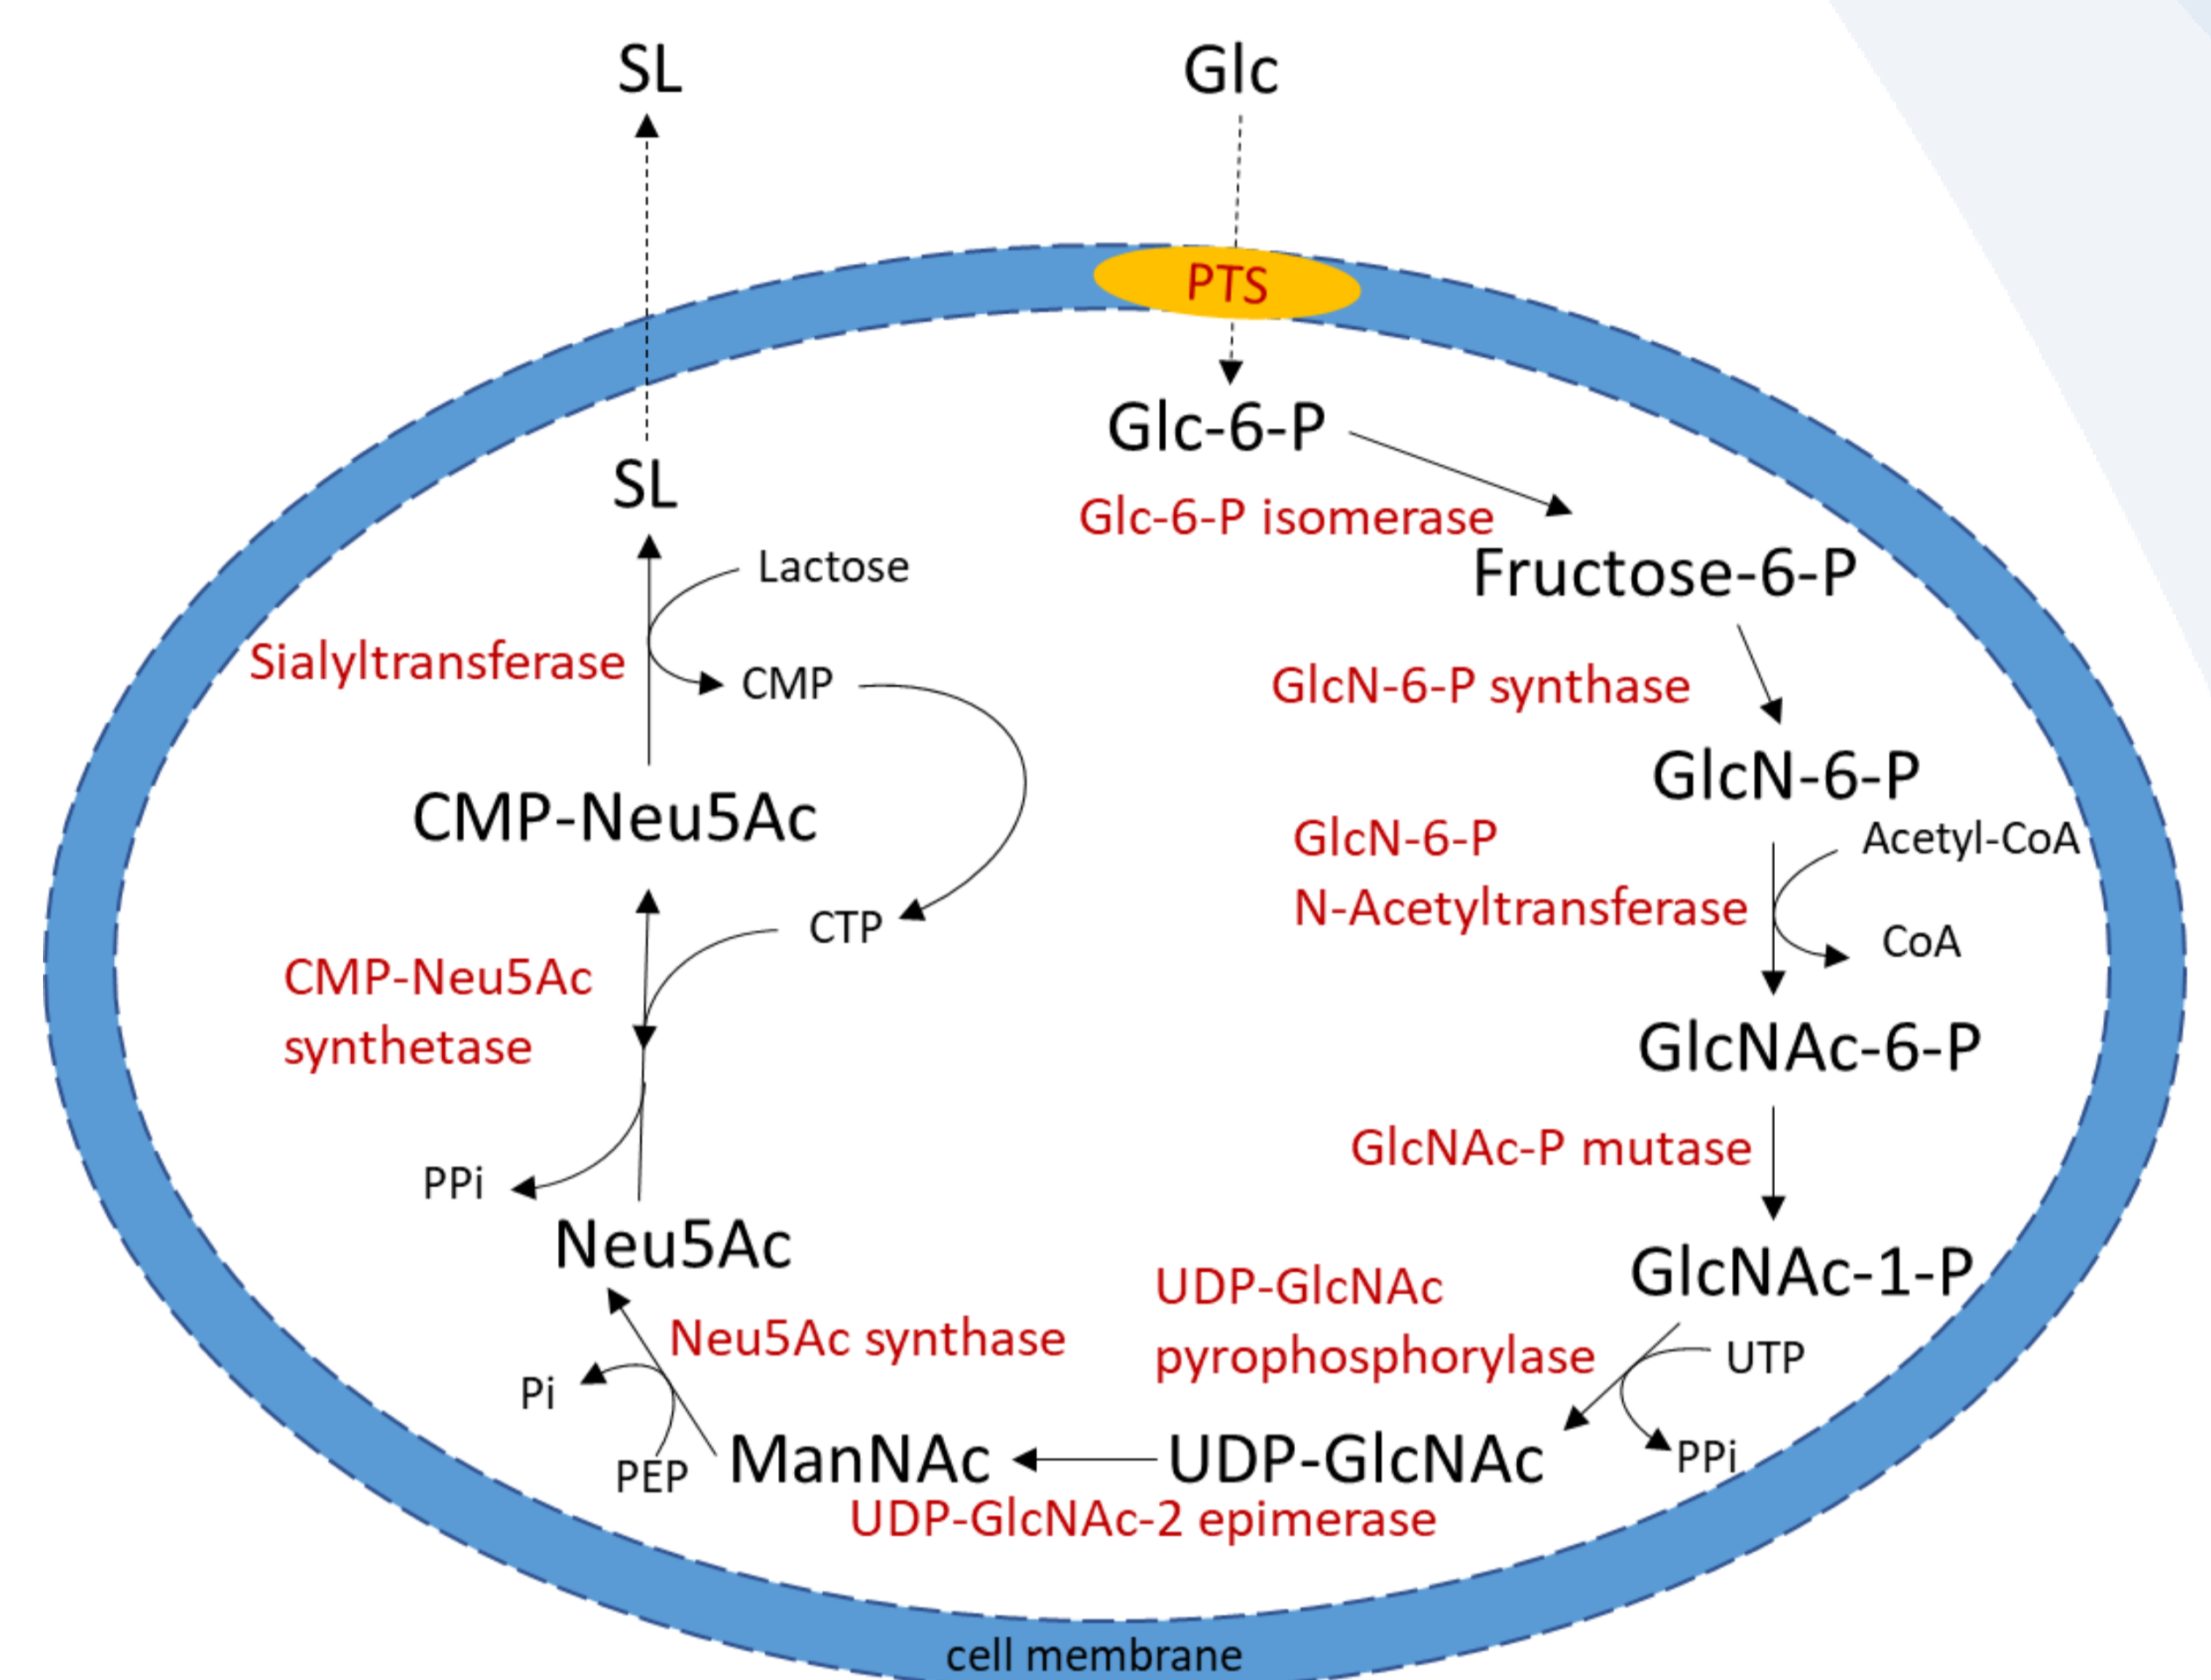 SL
Glc
PTS
Glc-6-P
SL
Glc-6-P isomerase
Lactose
Fructose-6-P
Sialyltransferase
CMP
GlcN-6-P synthase
GlcN-6-P
CMP-Neu5Ac
GlcN-6-P
N-Acetyltransferase
Acetyl-CoA
CTP
CoA
CMP-Neu5Ac
synthetase
GlcNAc-6-P
GlcNAc-P mutase
PPi
Neu5Ac
GlcNAc-1-P
UDP-GlcNAc
pyrophosphorylase
Neu5Ac synthase
UTP
Pi
PEP
ManNAc
UDP-GlcNAc
PPi
UDP-GlcNAc-2 epimerase
cell membrane